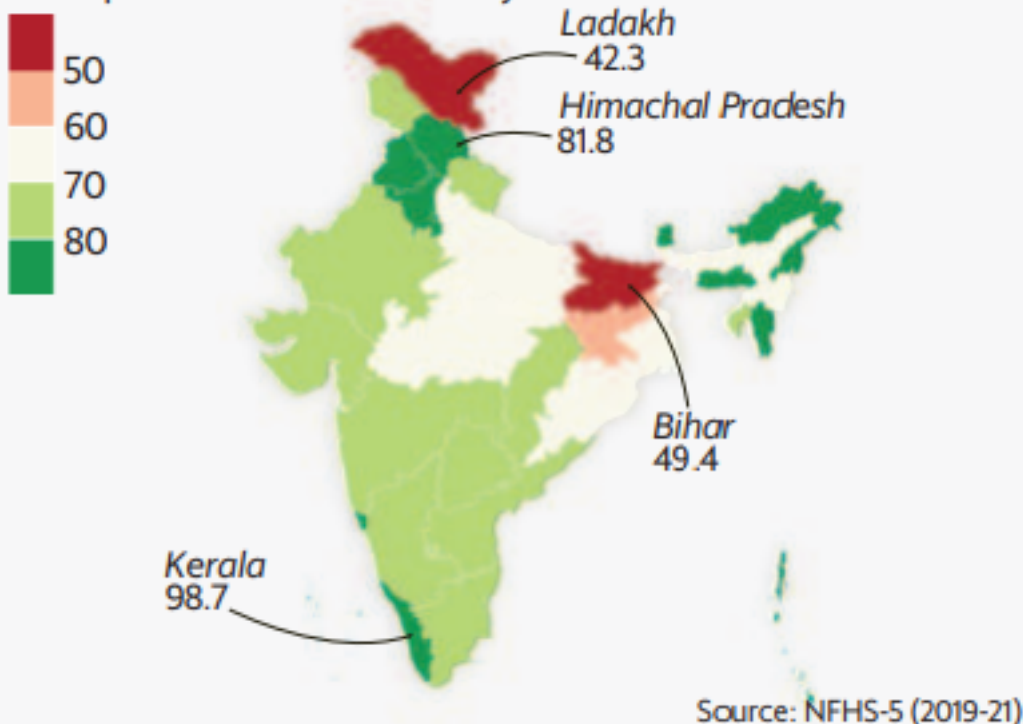 50
60
70
80
Ladakh
42.3
Himachal Pradesh
81.8
Bihar
49.4
Kerala
98.7
Source: NFHS-5 (2019-21)